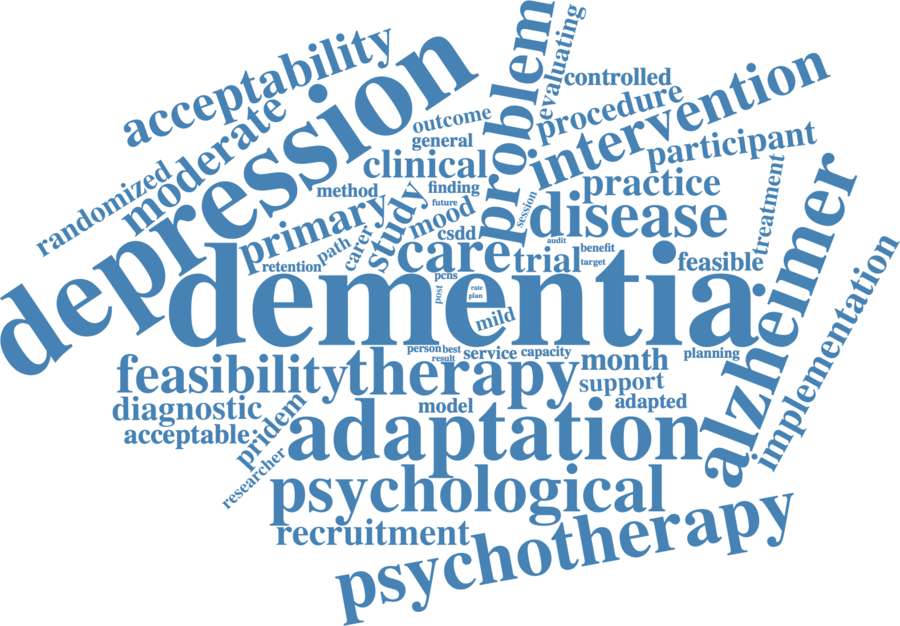 acceptability
problem
evaluating
controlled
depression
moderate
outcome
procedure
intervention
randomized
general
participant
clinical
method
finding
practice
treatment
primary
study
future
session
disease
alzheimer
mood
path
carer
csdd
care
audit
benefit
trial
target
feasible
retention
pcns
dementia
post
rate
plan
mild
implementation
person
best
result
service
capacity
month
planning
feasibility
therapy
support
diagnostic
pridem
model
adapted
acceptable
adaptation
researcher
psychological
recruitment
psychotherapy